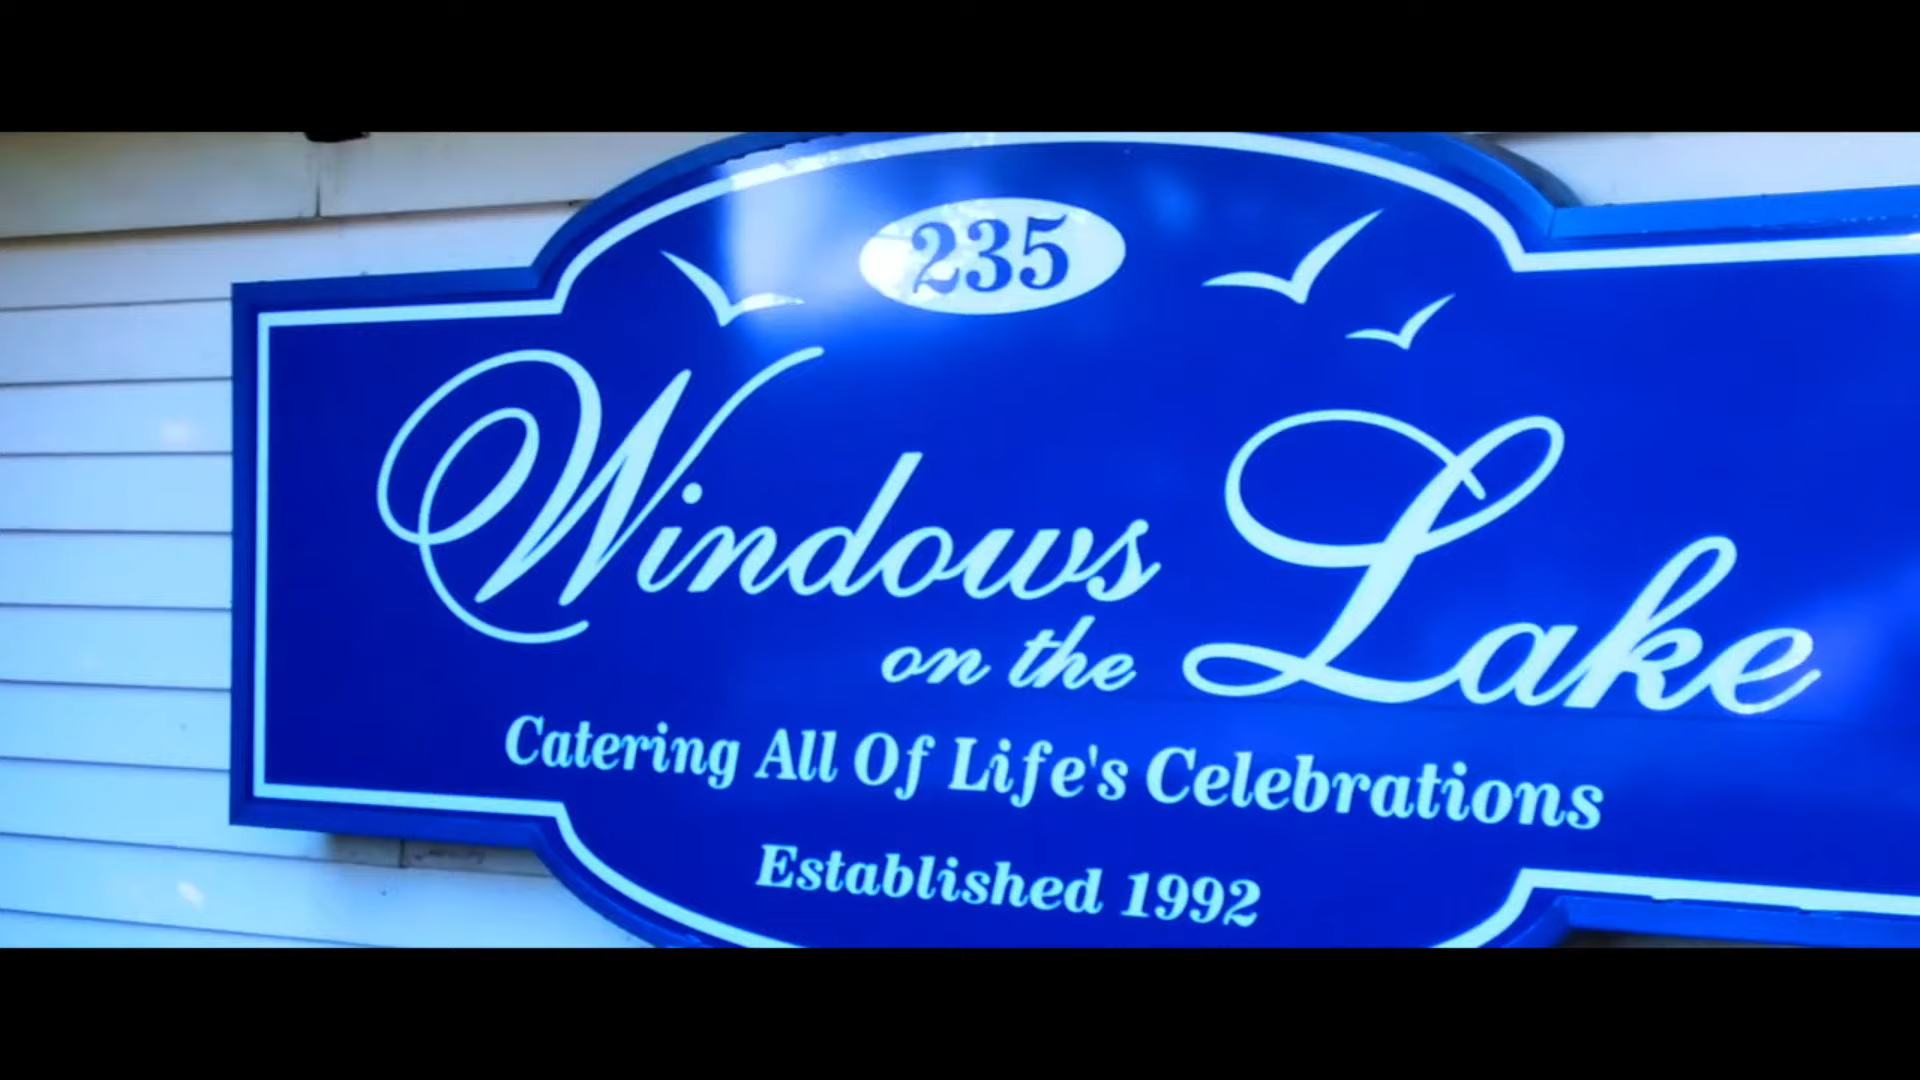 235
Windows
on the Lake
Catering All Of Life's Celebrations
Established 1992